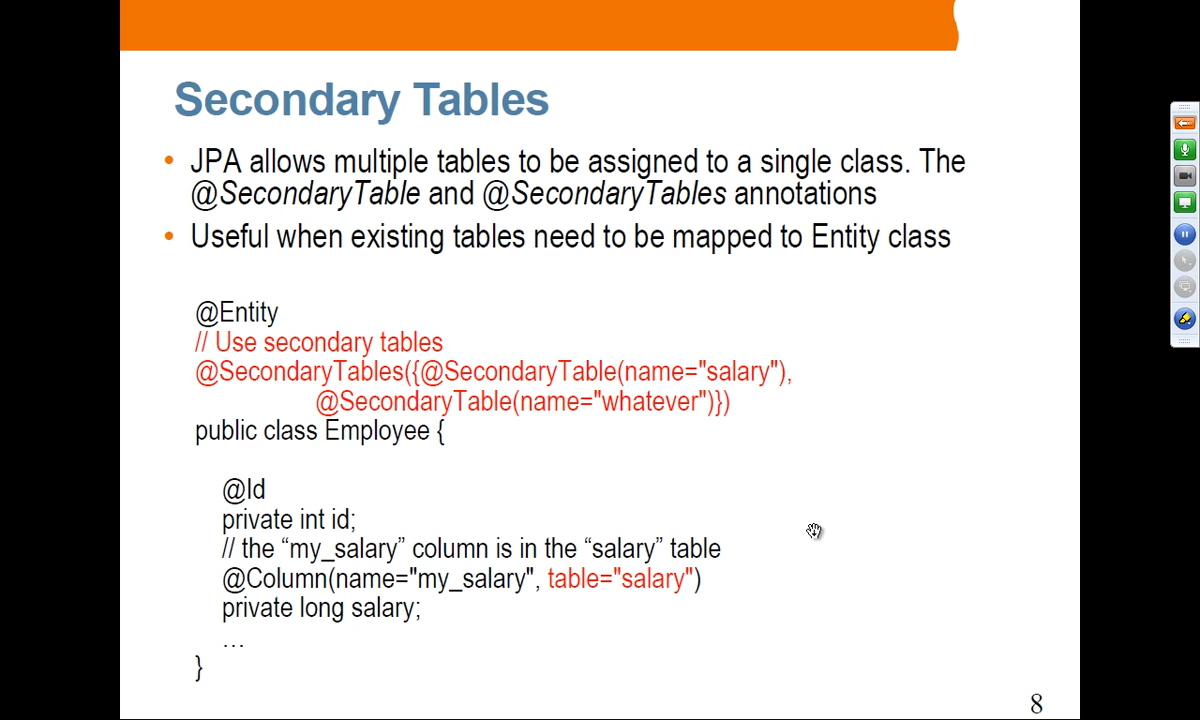 Secondary Tables
• JPA allows multiple tables to be assigned to a single class. The
@SecondaryTable and @SecondaryTables annotations
• Useful when existing tables need to be mapped to Entity class
@Entity
// Use secondary tables
@SecondaryTables({@SecondaryTable(name="salary"),
@SecondaryTable(name="whatever")})
public class Employee {
@Id
private int id;
// the “my_salary” column is in the “salary” table
@Column(name="my_salary", table="salary")
private long salary;
…
}
8